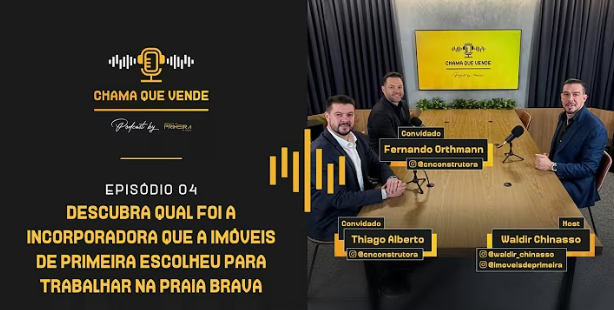 CHAMA QUE VENDE
Podcast by
EPISÓDIO 04
DESCUBRA QUAL FOI A
INCORPORADORA QUE A IMÓVEIS
DE PRIMEIRA ESCOLHEU PARA
TRABALHAR NA PRAIA BRAVA
CHAMA QUE VENDE
Convidado
Fernando Orthmann
@cnconstrutora
Convidado
Thiago Alberto
@cnconstrutora
Host
Waldir Chinasso
@waldir_chinasso
@imoveisdeprimeira